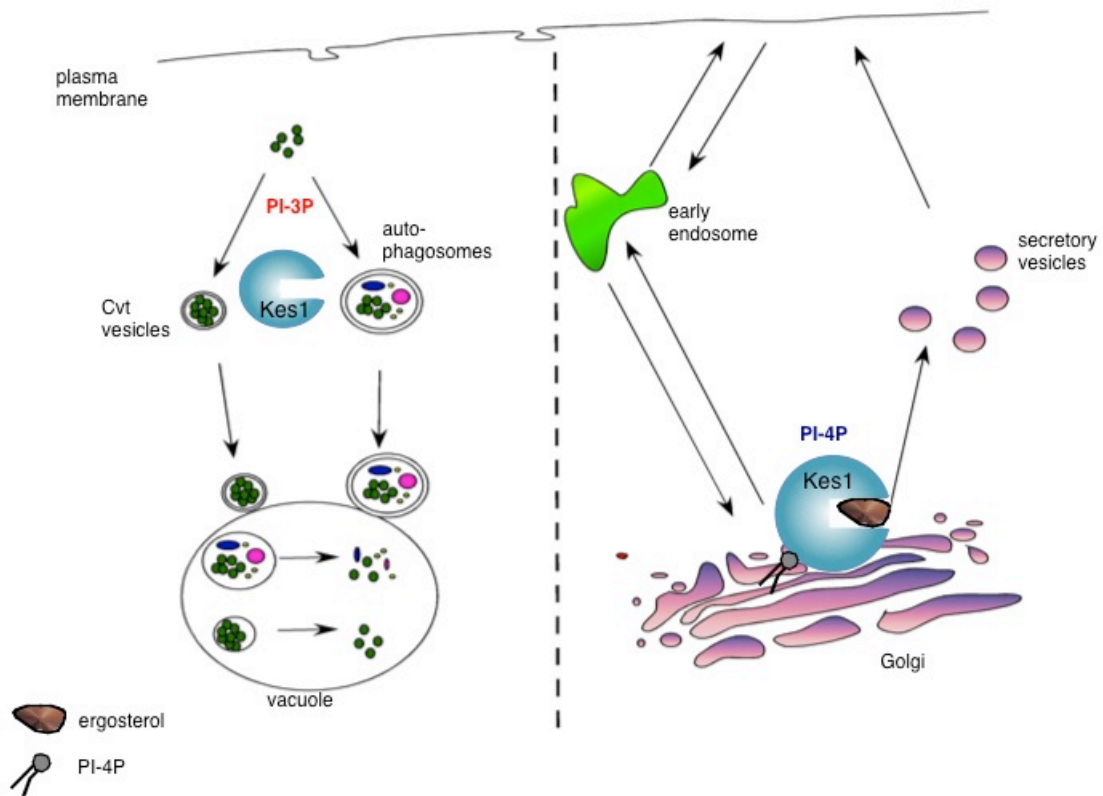 plasma
membrane
PI-3P
auto-
phagosomes
Cvt
vesicles
Kes1
vacuole
ergosterol
PI-4P
early
endosome
secretory
vesicles
PI-4P
Kes1
Golgi